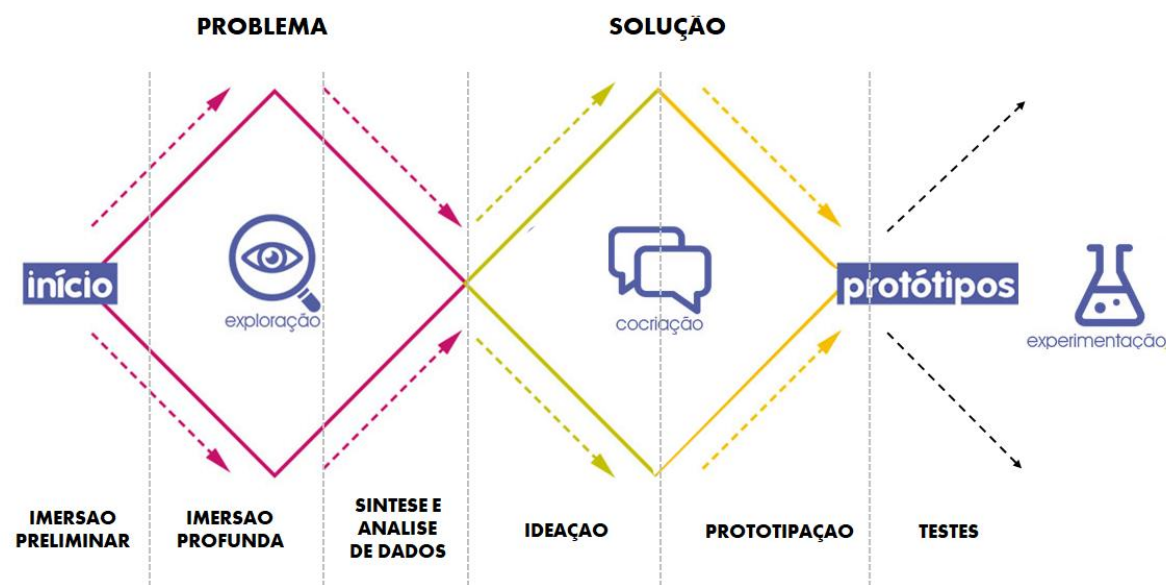 PROBLEMA
SOLUÇÃO
início
exploração
cocriação
protótipos
experimentação
IMERSAO
PRELIMINAR
IMERSAO
PROFUNDA
SINTESE E
ANALISE
DE DADOS
IDEAÇAO
PROTOTIPAÇAO
TESTES